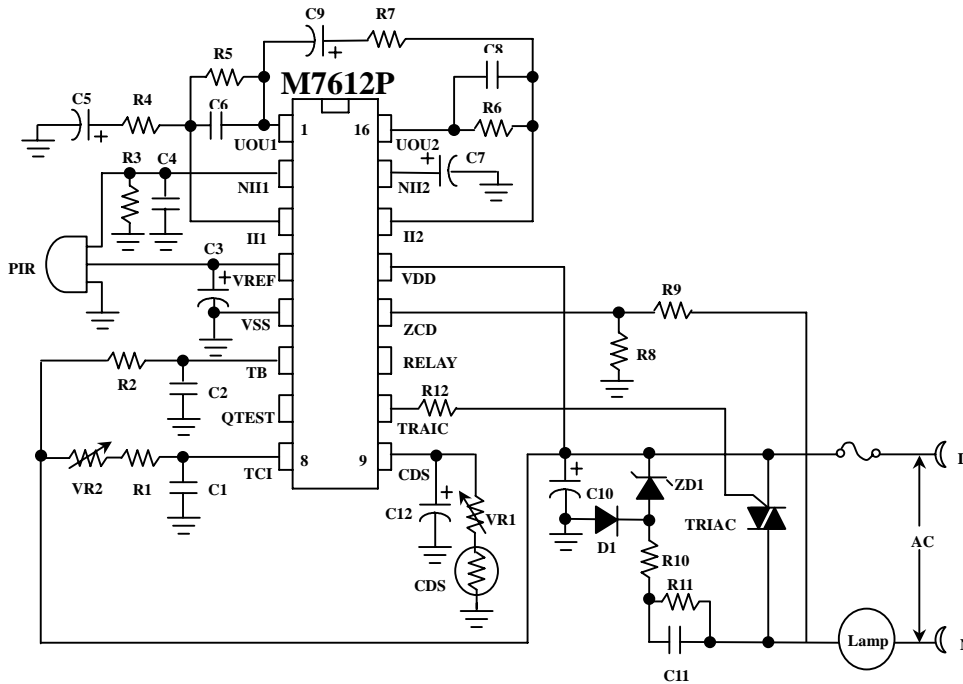 C9
R7
R5
C8
M7612P
C5
R4
C6
R6
1
16
UOU1
UOU2
R3
C4
C7
NII1
NII2
II1
II2
PIR
C3
VREF
VDD
R9
VSS
ZCD
R8
R2
TB
RELAY
C2
R12
QTEST
TRAIC
VR2
R1
TCI
8
9
CDS
C1
C12
VR1
C10
ZD1
TRIAC
D1
AC
R10
CDS
R11
Lamp
C11